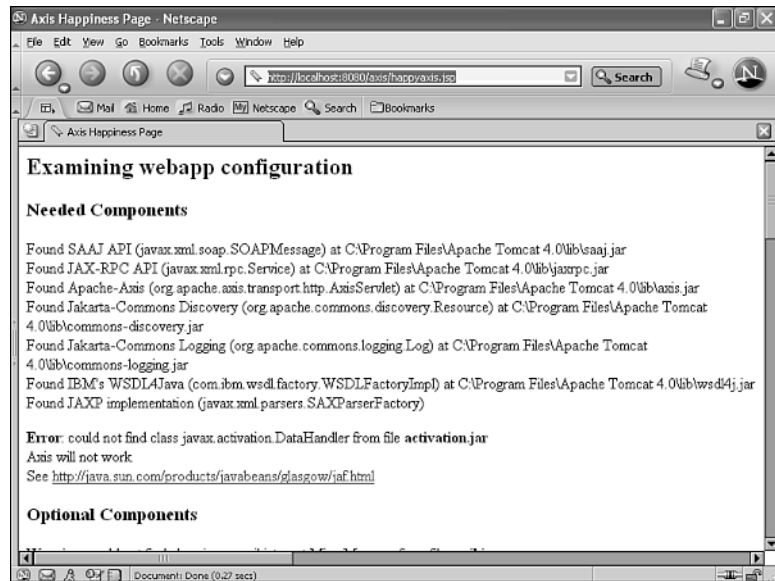 Axis Happiness Page - Netscape
File Edit View Go Bookmarks Tools Window Help
http://localhost:8080/axis/happyaxis.jsp
Search
N
Mail Home Radio My Netscape Search Bookmarks
Axis Happiness Page
Examining webapp configuration
Needed Components
Found SAAJ API (javax.xml.soap.SOAPMessage) at C:\Program Files\Apache Tomcat 4.0\lib\saaj.jar
Found JAX-RPC API (javax.xml.rpc.Service) at C:\Program Files\Apache Tomcat 4.0\lib\jaxrpc.jar
Found Apache-Axis (org.apache.axis.transport.http.AxisServlet) at C:\Program Files\Apache Tomcat 4.0\lib\axis.jar
Found Jakarta-Commons Discovery (org.apache.commons.discovery.Resource) at C:\Program Files\Apache Tomcat
4.0\lib\commons-discovery.jar
Found Jakarta-Commons Logging (org.apache.commons.logging.Log) at C:\Program Files\Apache Tomcat
4.0\lib\commons-logging.jar
Found IBM's WSDL4Java (com.ibm.wsdl.factory.WSDLFactoryImpl) at C:\Program Files\Apache Tomcat 4.0\lib\wsdl4j.jar
Found JAXP implementation (javax.xml.parsers.SAXParserFactory)
Error: could not find class javax.activation.DataHandler from file activation.jar
Axis will not work
See http://java.sun.com/products/javabeans/glasgow/jaf.html
Optional Components
Document: Done (0.27 secs)